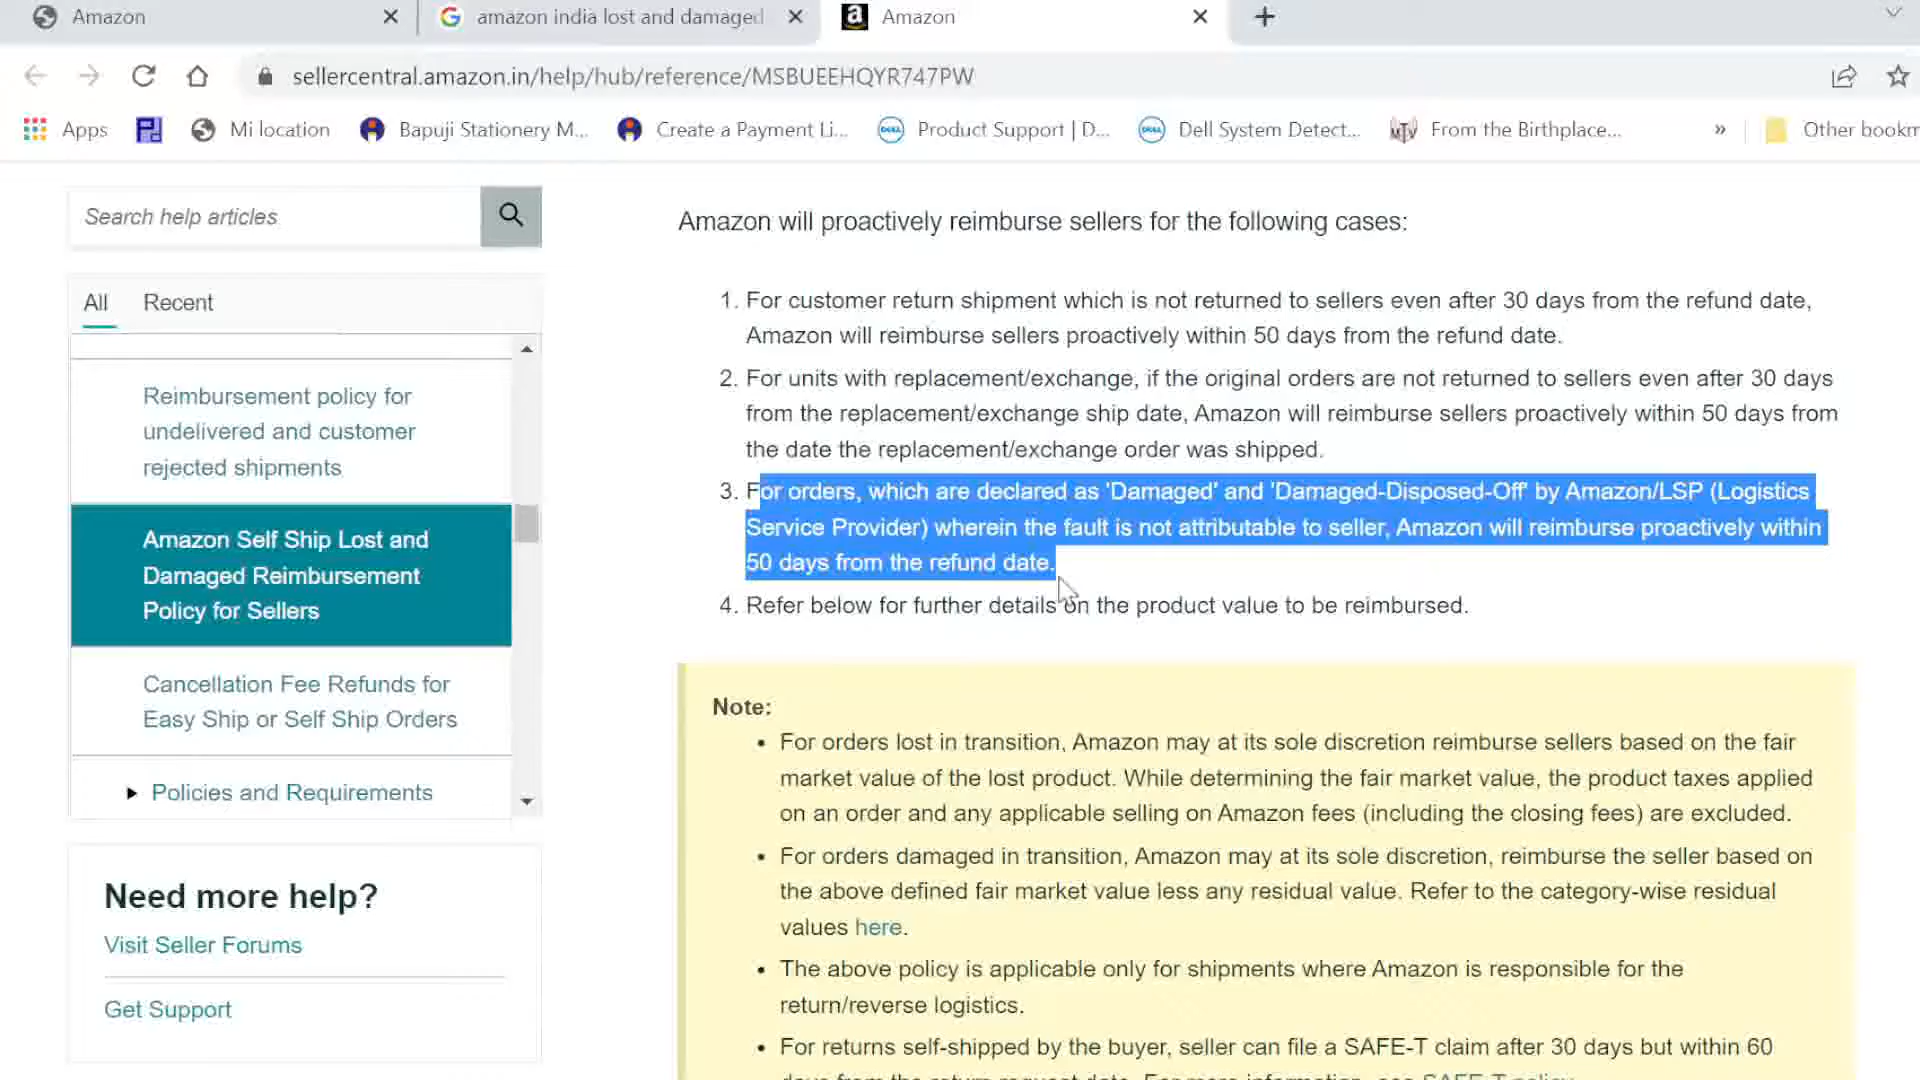 Amazon
amazon india lost and damaged
Amazon
sellercentral.amazon.in/help/hub/reference/MSBUEEHQYR747PW
Apps
Mi location
Bapuji Stationery M...
Create a Payment Li...
Product Support | D...
Dell System Detect...
From the Birthplace...
»
Other bookm
Search help articles
All Recent
Reimbursement policy for
undelivered and customer
rejected shipments
Amazon Self Ship Lost and
Damaged Reimbursement
Policy for Sellers
Cancellation Fee Refunds for
Easy Ship or Self Ship Orders
Policies and Requirements
Need more help?
Visit Seller Forums
Get Support
Amazon will proactively reimburse sellers for the following cases:
1. For customer return shipment which is not returned to sellers even after 30 days from the refund date,
Amazon will reimburse sellers proactively within 50 days from the refund date.
2. For units with replacement/exchange, if the original orders are not returned to sellers even after 30 days
from the replacement/exchange ship date, Amazon will reimburse sellers proactively within 50 days from
the date the replacement/exchange order was shipped.
3. For orders, which are declared as 'Damaged' and 'Damaged-Disposed-Off' by Amazon/LSP (Logistics
Service Provider) wherein the fault is not attributable to seller, Amazon will reimburse proactively within
50 days from the refund date.
4. Refer below for further details on the product value to be reimbursed.
Note:
• For orders lost in transition, Amazon may at its sole discretion reimburse sellers based on the fair
market value of the lost product. While determining the fair market value, the product taxes applied
on an order and any applicable selling on Amazon fees (including the closing fees) are excluded.
• For orders damaged in transition, Amazon may at its sole discretion, reimburse the seller based on
the above defined fair market value less any residual value. Refer to the category-wise residual
values here.
• The above policy is applicable only for shipments where Amazon is responsible for the
return/reverse logistics.
• For returns self-shipped by the buyer, seller can file a SAFE-T claim after 30 days but within 60
days from the return request date. For more information, see SAFE-T policy.